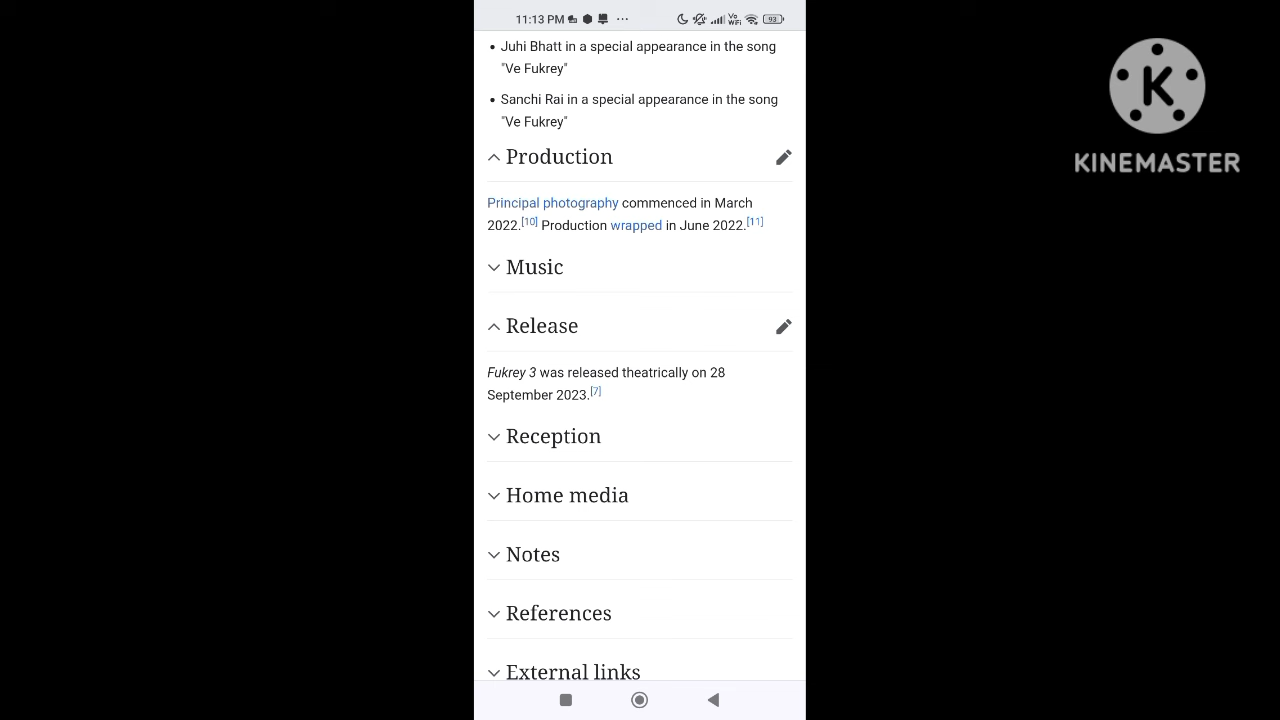 11:13 PM
Vo
WiFi
93
Juhi Bhatt in a special appearance in the song
"Ve Fukrey"
Sanchi Rai in a special appearance in the song
"Ve Fukrey"
Production
Principal photography commenced in March
2022.[10] Production wrapped in June 2022.[11]
Music
Release
Fukrey 3 was released theatrically on 28
September 2023.[7]
Reception
Home media
Notes
References
External links
K
KINEMASTER